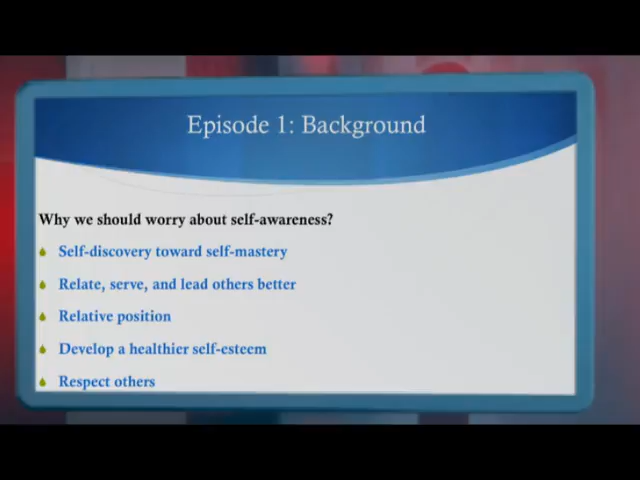 Episode 1: Background
Why we should worry about self-awareness?
Self-discovery toward self-mastery
Relate, serve, and lead others better
Relative position
Develop a healthier self-esteem
Respect others